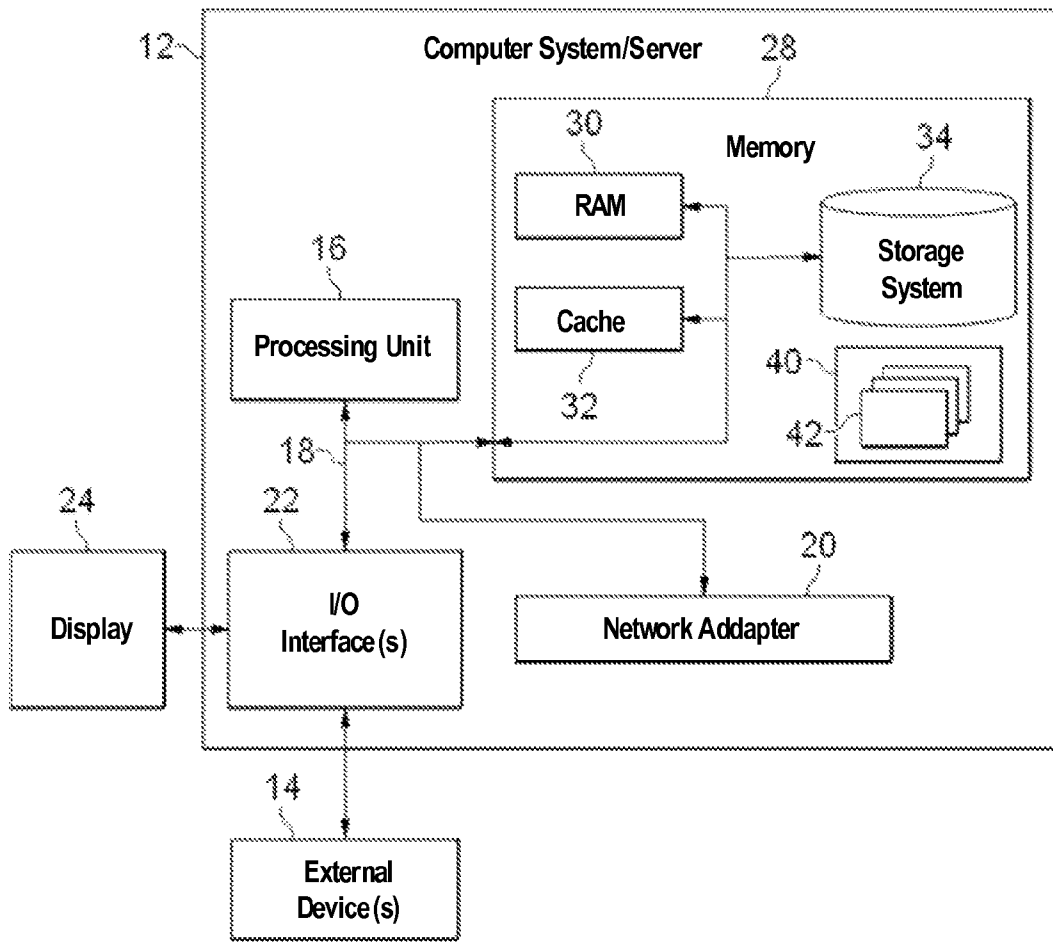 12
Computer System/Server
28
30
Memory
34
RAM
Storage
System
16
Cache
Processing Unit
32
40
42
18
24
22
20
I/O
Interface(s)
Display
Network Addapter
14
External
Device(s)